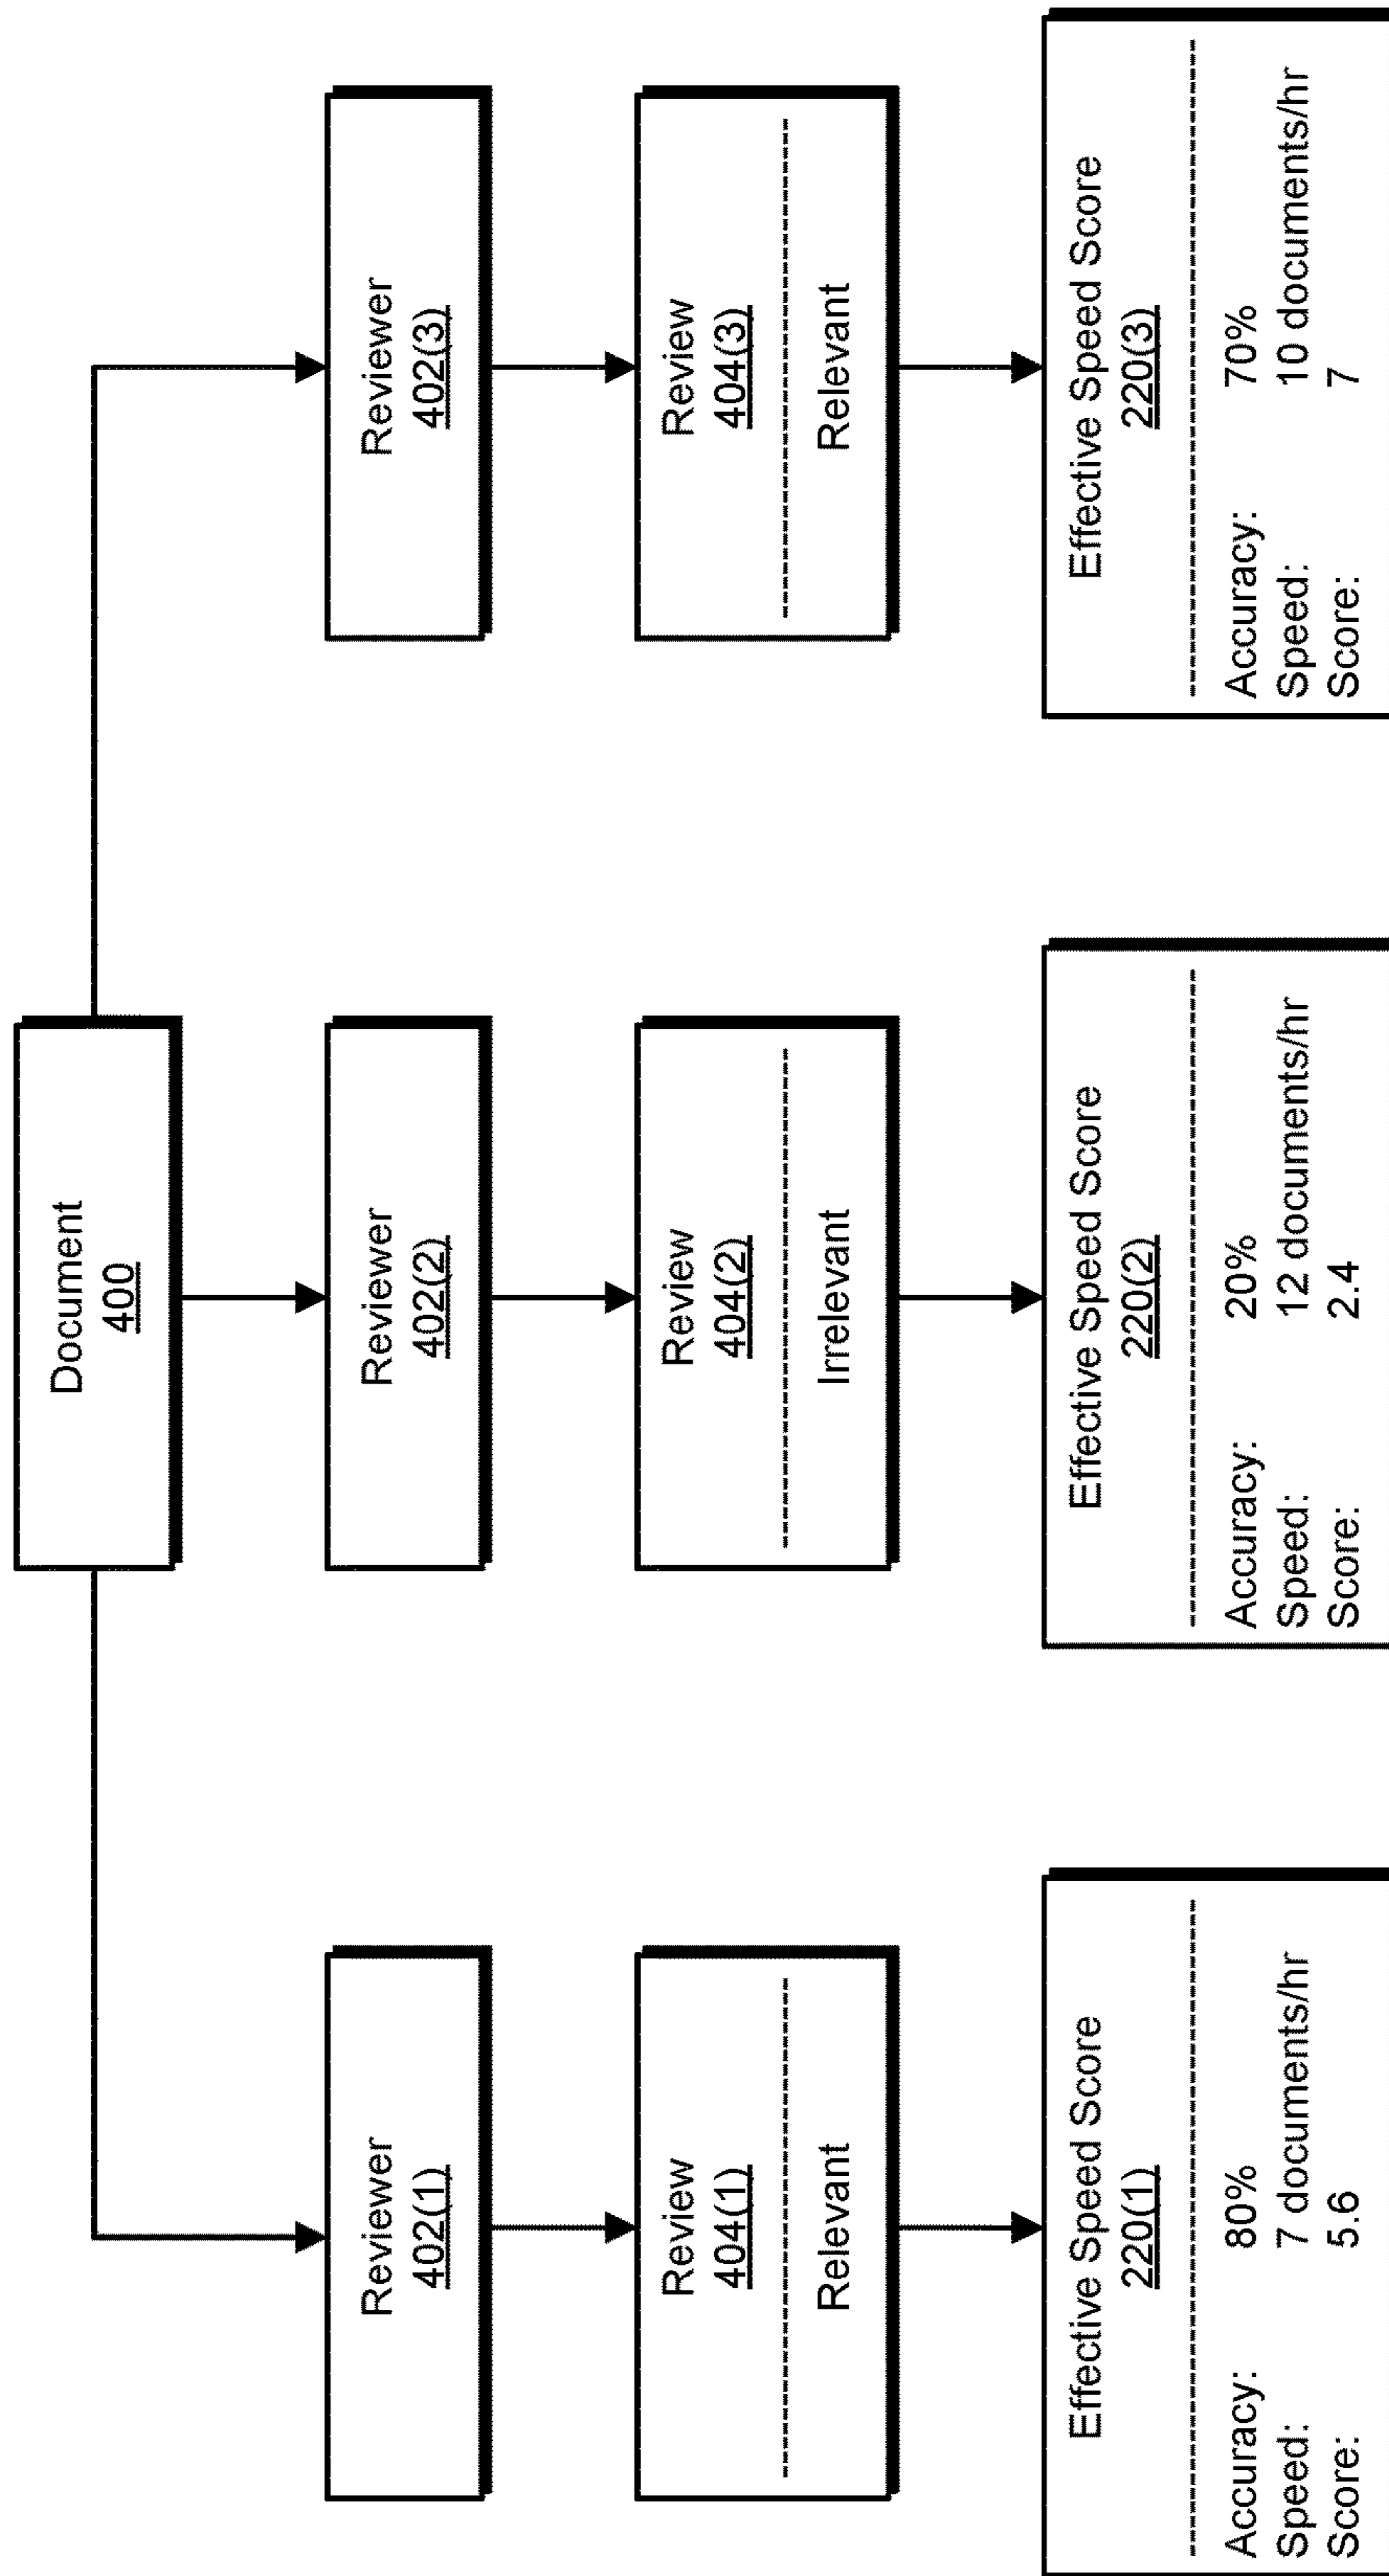 Document
400
Reviewer
402(1)
Reviewer
402(2)
Reviewer
402(3)
Review
404(1)
Relevant
Review
404(2)
Irrelevant
Review
404(3)
Relevant
Effective Speed Score
220(1)
Accuracy: 80%
Speed: 7 documents/hr
Score: 5.6
Effective Speed Score
220(2)
Accuracy: 20%
Speed: 12 documents/hr
Score: 2.4
Effective Speed Score
220(3)
Accuracy: 70%
Speed: 10 documents/hr
Score: 7